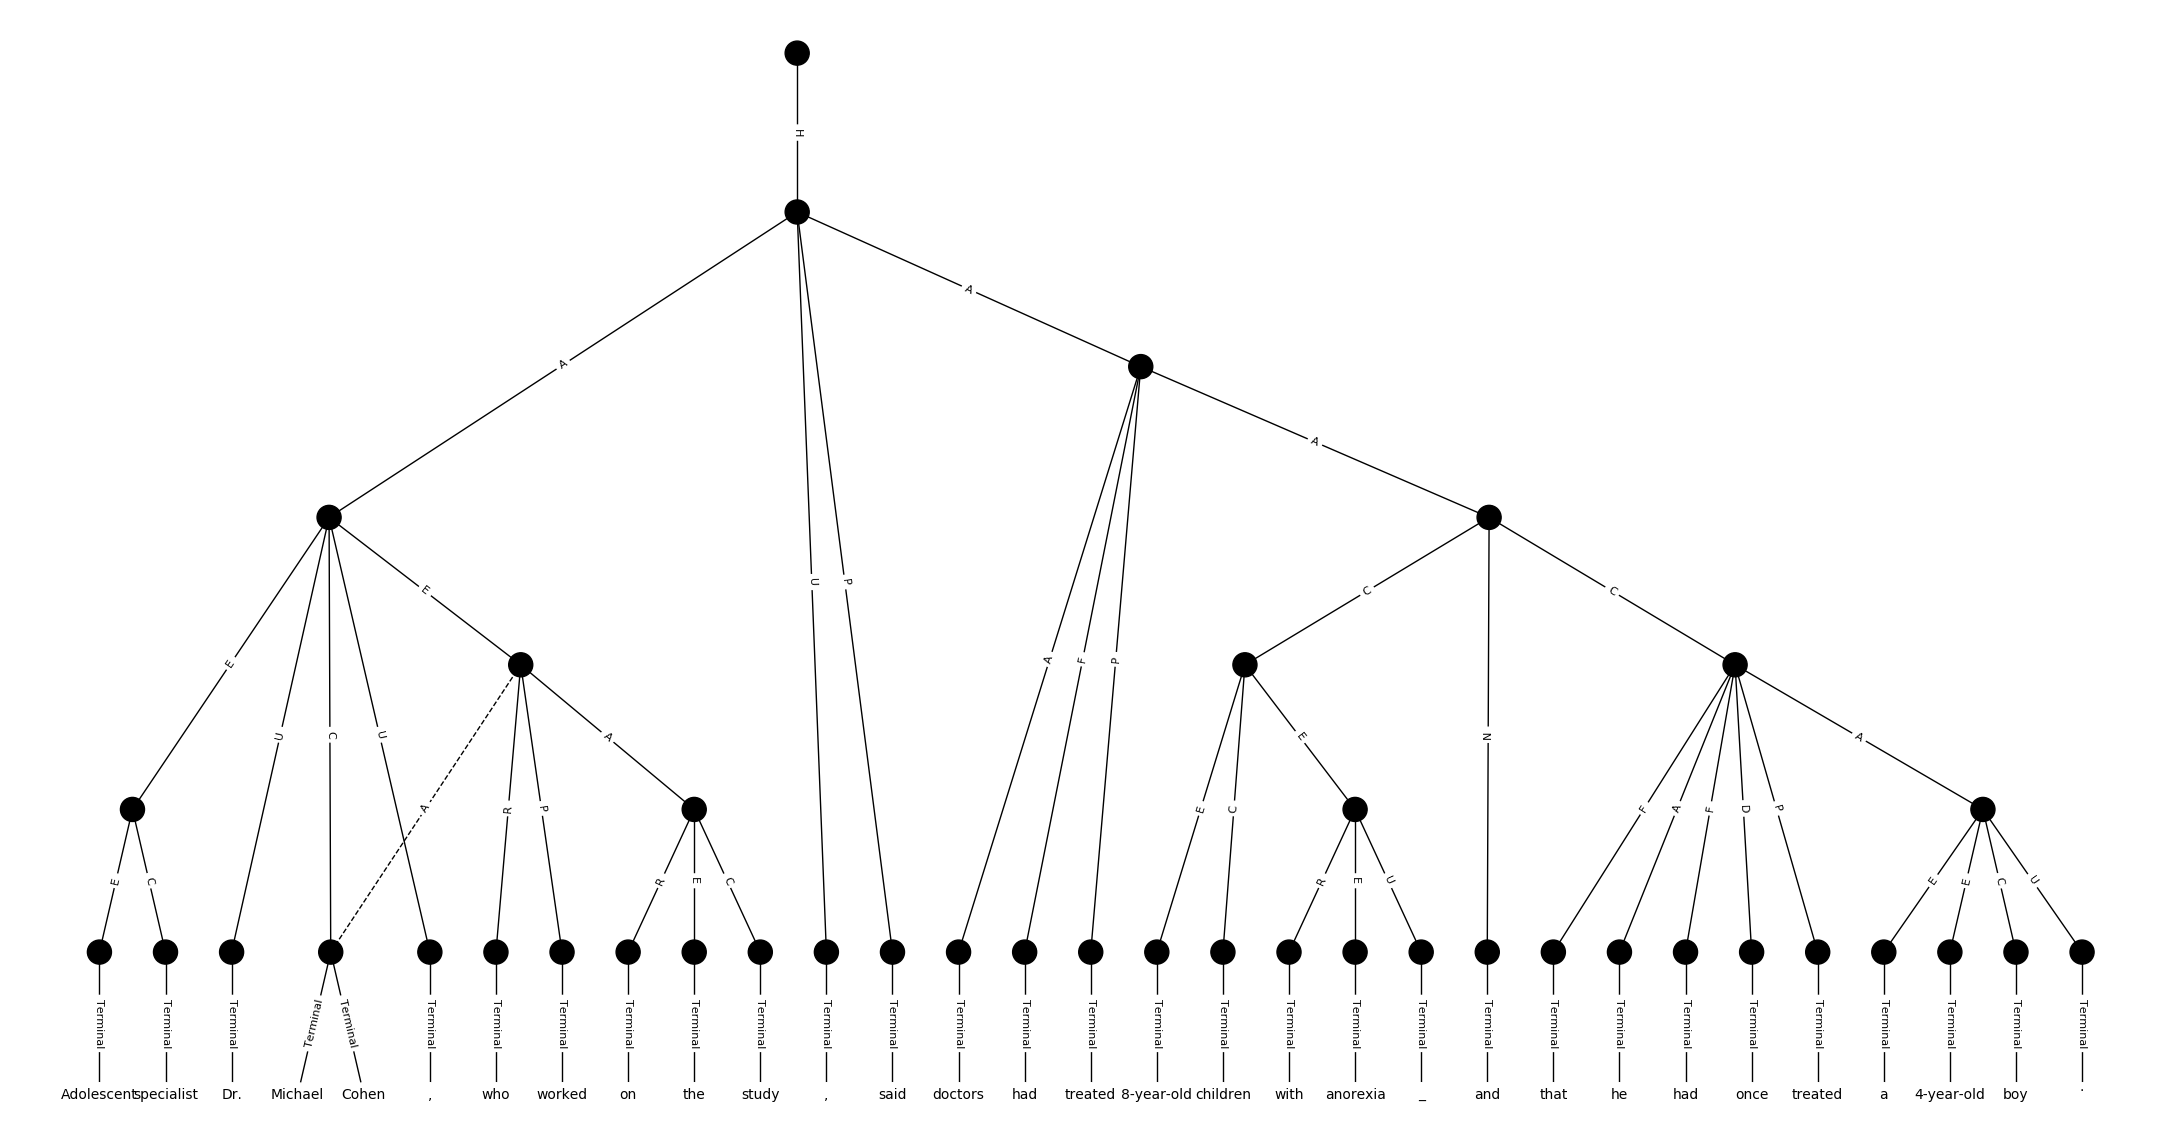 H
A
A
A
E
C
C
E
U
P
A
F
P
E
U
C
U
A
E
N
A
A
R
P
E
C
F
A
F
D
P
E
C
R
E
C
R
E
U
E
E
C
U
Terminal Terminal Terminal Terminal Terminal Terminal Terminal Terminal Terminal Terminal Terminal Terminal Terminal Terminal Terminal Terminal Terminal Terminal Terminal Terminal Terminal Terminal Terminal Terminal Terminal Terminal Terminal Terminal Terminal Terminal Terminal
Adolescent specialist Dr. Michael Cohen , who worked on the study , said doctors had treated 8-year-old children with anorexia _ and that he had once treated a 4-year-old boy .